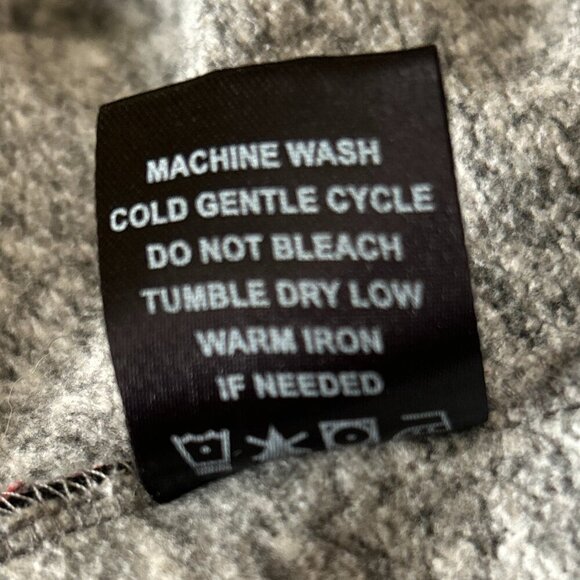 MACHINE WASH
COLD GENTLE CYCLE
DO NOT BLEACH
TUMBLE DRY LOW
WARM IRON
IF NEEDED